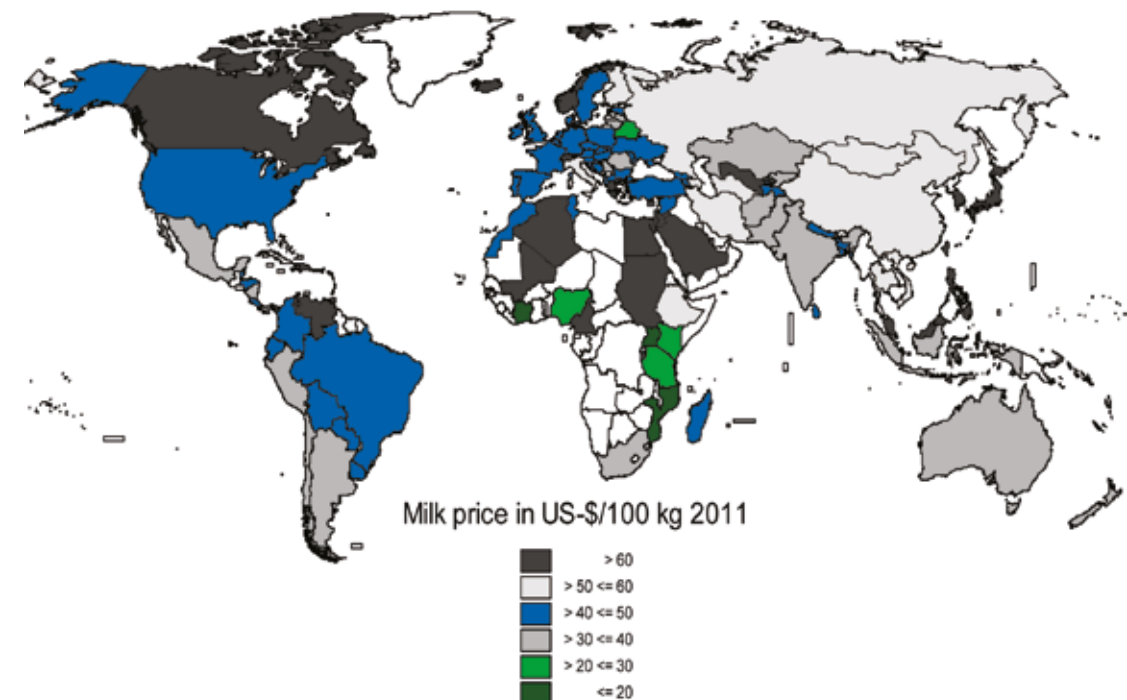 Milk price in US-$/100 kg 2011
> 60
> 50 <= 60
> 40 <= 50
> 30 <= 40
> 20 <= 30
<= 20